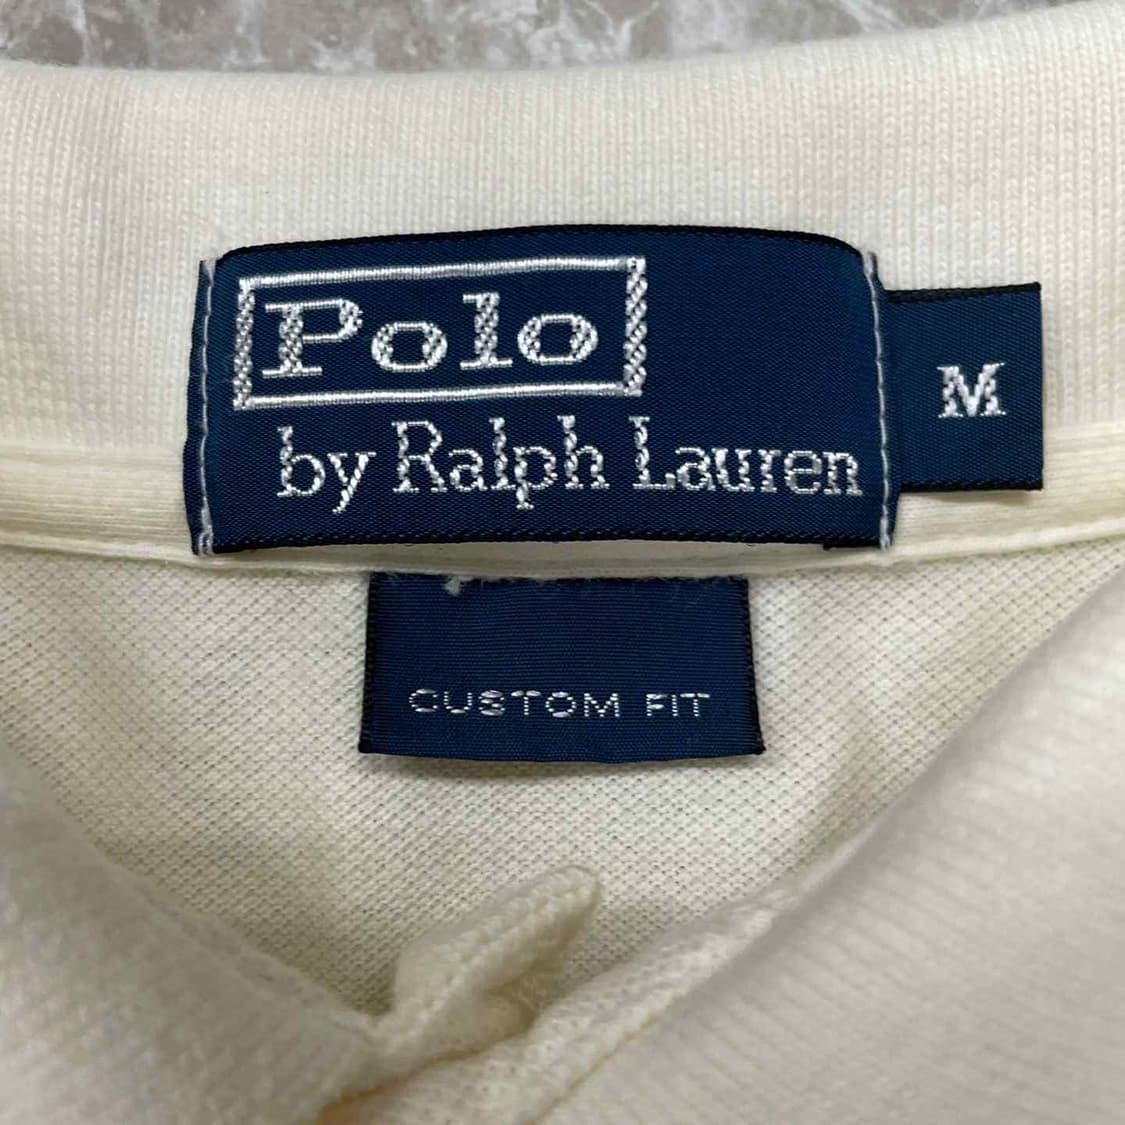 Polo
by Ralph Lauren
M
CUSTOM FIT